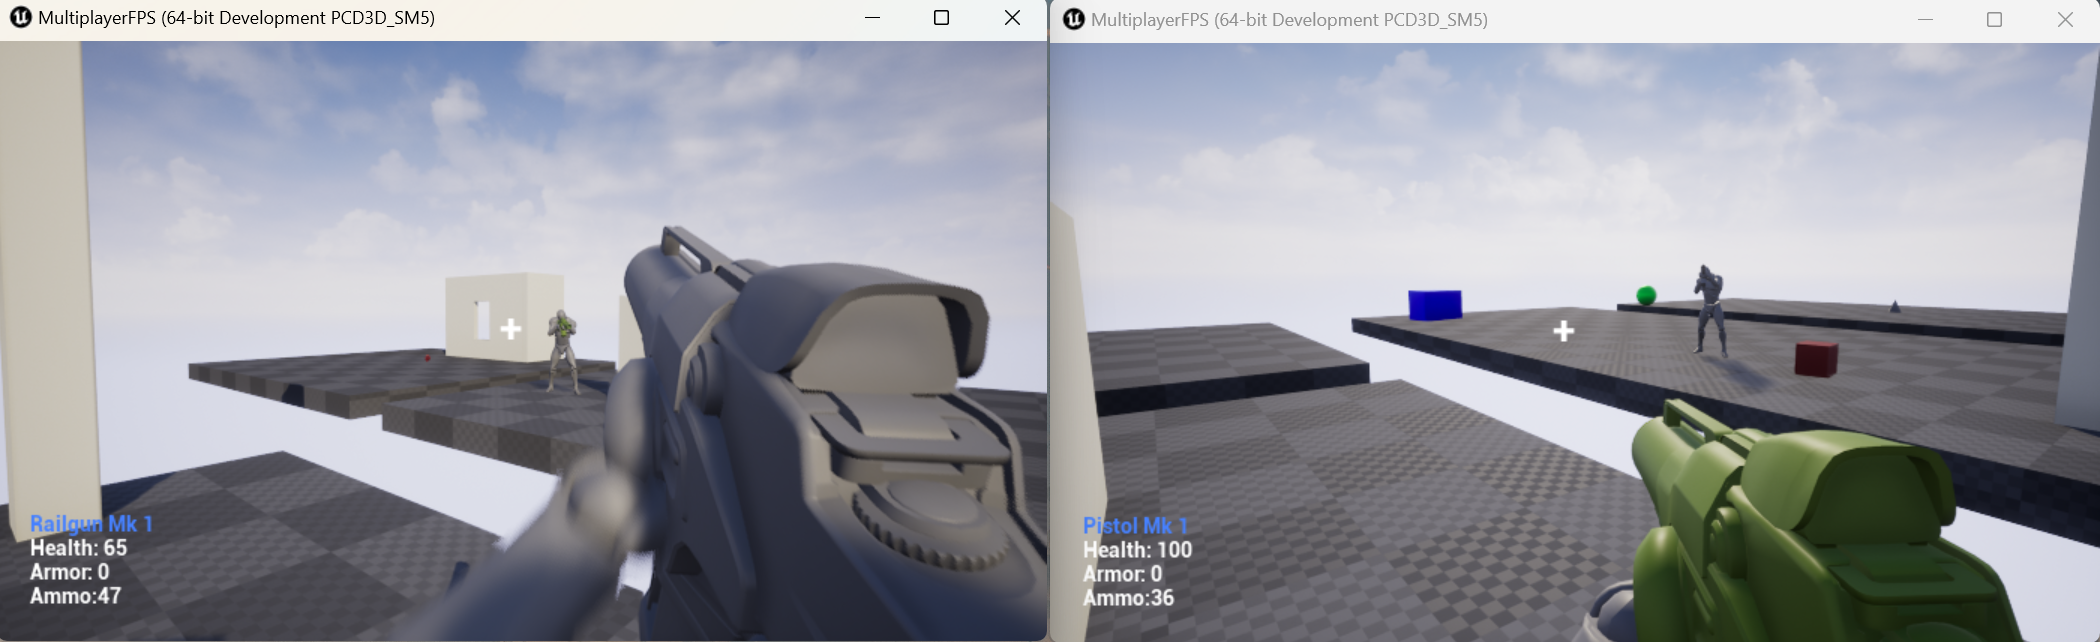 MultiplayerFPS (64-bit Development PCD3D_SM5)
Railgun Mk 1
Health: 65
Armor: 0
Ammo:47
MultiplayerFPS (64-bit Development PCD3D_SM5)
Pistol Mk 1
Health: 100
Armor: 0
Ammo:36